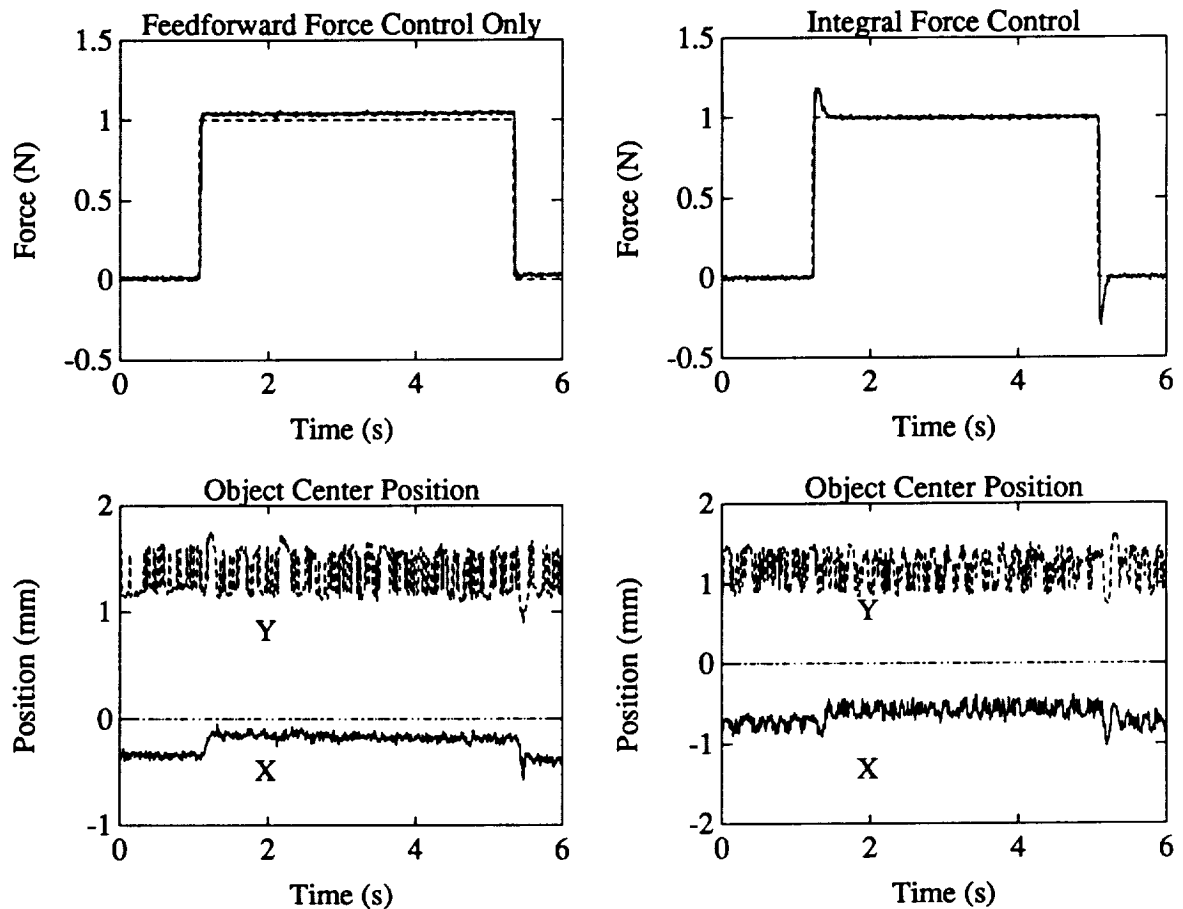 Feedforward Force Control Only
1.5
1
0.5
0
-0.5
Force (N)
0
2
4
6
Time (s)
Integral Force Control
1.5
1
0.5
0
-0.5
Force (N)
0
2
4
6
Time (s)
Object Center Position
2
1
0
-1
Position (mm)
Y
X
0
2
4
6
Time (s)
Object Center Position
2
1
0
-1
-2
Position (mm)
Y
X
0
2
4
6
Time (s)